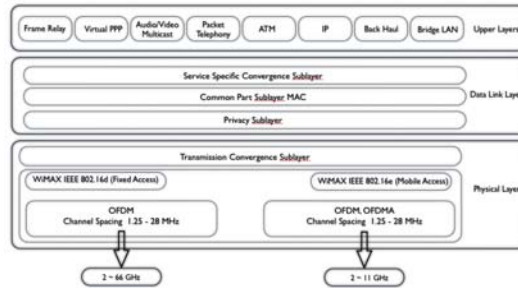 Frame Relay
Virtual PPP
Audio/Video
Multicast
Packet
Telephony
ATM
IP
Back Haul
Bridge LAN
Upper Layers
Service Specific Convergence Sublayer
Common Part Sublayer MAC
Data Link Laye
Privacy Sublayer
Transmission Convergence Sublayer
WiMAX IEEE 802.16d (Fixed Access)
WiMAX IEEE 802.16e (Mobile Access)
Physical Layer
OFDM
Channel Spacing 1.25 - 28 MHz
OFDM, OFDMA
Channel Spacing 1.25 - 28 MHz
2 ~ 66 GHz
2 ~ 11 GHz